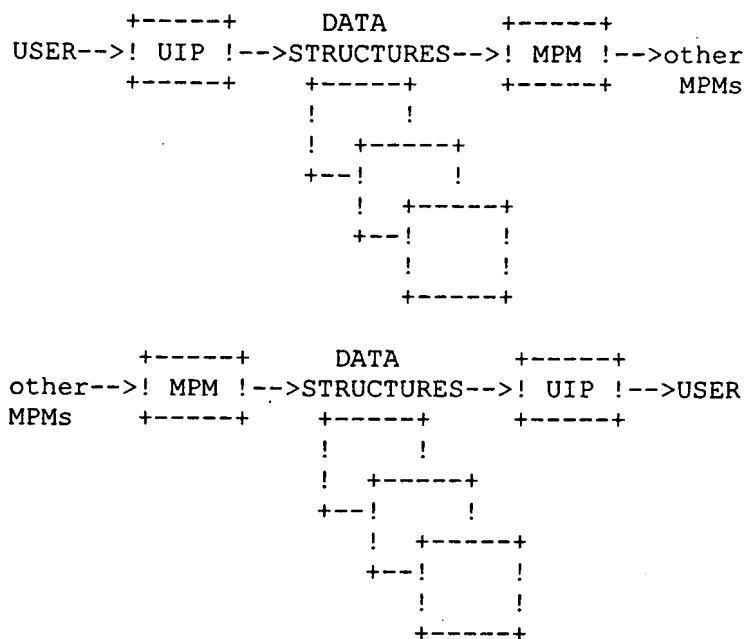 DATA
USER-->! UIP !-->STRUCTURES-->! MPM !-->other
MPMs
                DATA
other-->! MPM !-->STRUCTURES-->! UIP !-->USER
MPMs